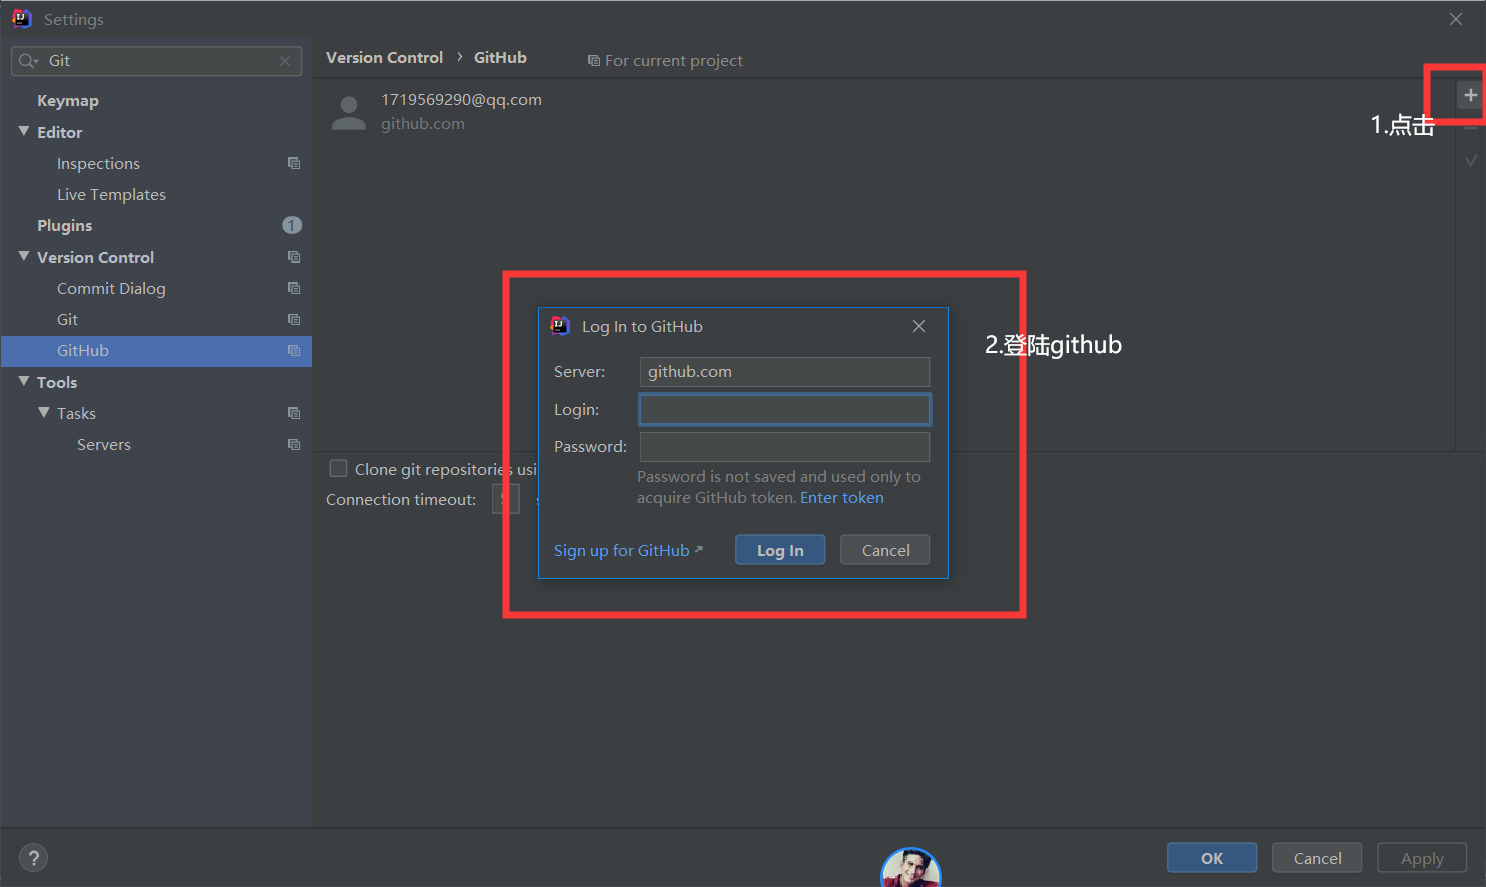 Settings
Git
Keymap
Editor
Inspections
Live Templates
Plugins 1
Version Control
Commit Dialog
Git
GitHub
Tools
Tasks
Servers
Version Control › GitHub For current project
1719569290@qq.com
github.com
1.点击
Log In to GitHub
2.登陆github
Server: github.com
Login:
Password:
Password is not saved and used only to
acquire GitHub token. Enter token
Sign up for GitHub Log In Cancel
Clone git repositories usi
Connection timeout: 5 s
? OK Cancel Apply